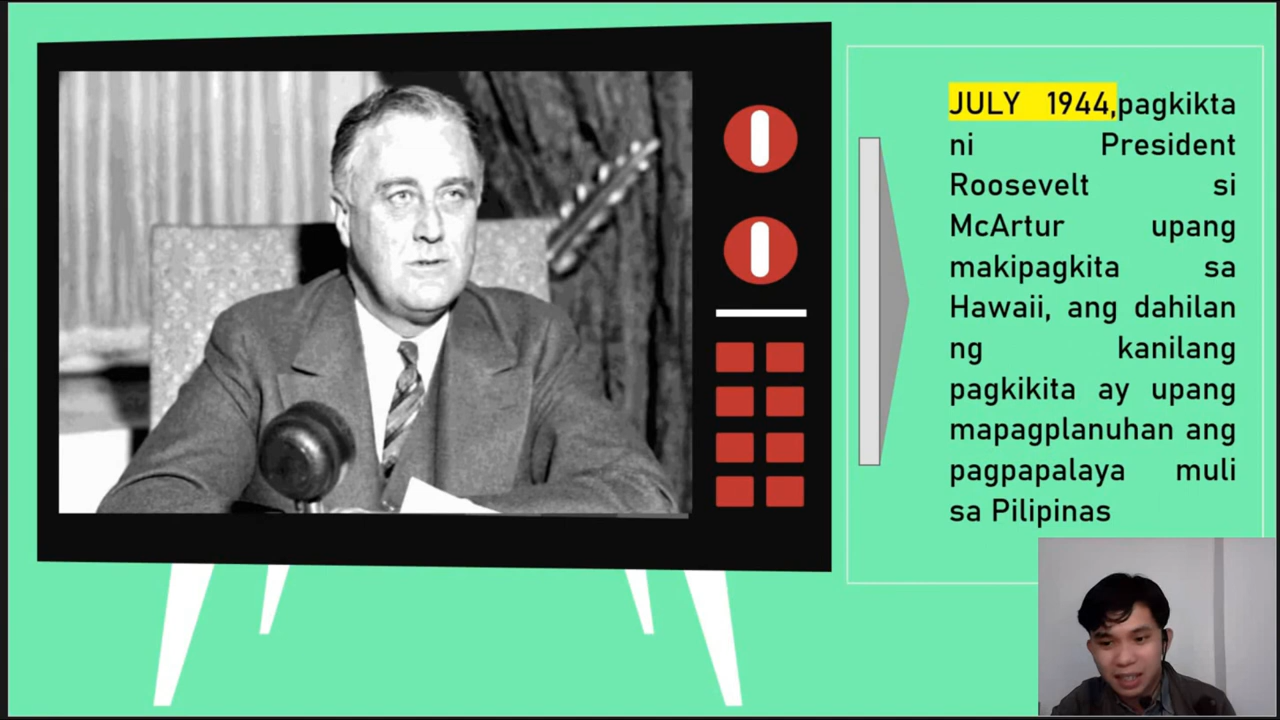 JULY 1944,pagkikta
ni President
Roosevelt si
McArtur upang
makipagkita sa
Hawaii, ang dahilan
ng kanilang
pagkikita ay upang
mapagplanuhan ang
pagpapalaya muli
sa Pilipinas